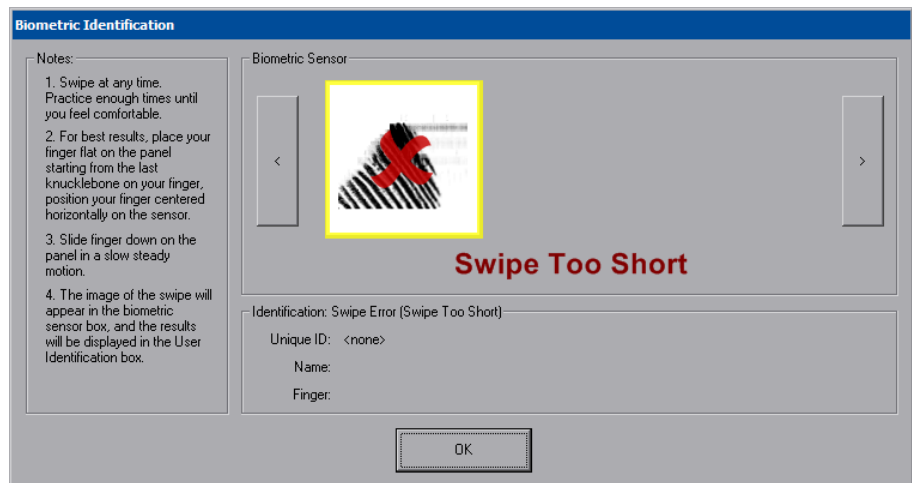 Biometric Identification
Notes:
1. Swipe at any time.
Practice enough times until
you feel comfortable.
2. For best results, place your
finger flat on the panel
starting from the last
knucklebone on your finger,
position your finger centered
horizontally on the sensor.
3. Slide finger down on the
panel in a slow steady
motion.
4. The image of the swipe will
appear in the biometric
sensor box, and the results
will be displayed in the User
Identification box.
Biometric Sensor
<
>
Swipe Too Short
Identification: Swipe Error (Swipe Too Short)
Unique ID: <none>
Name:
Finger:
OK